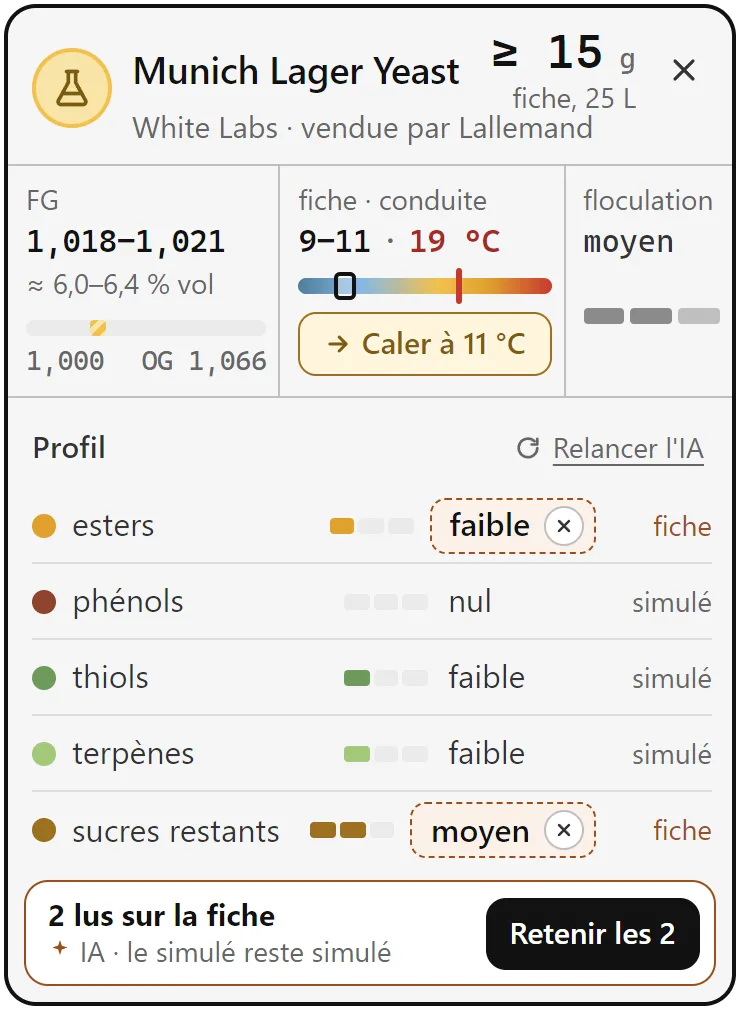 Munich Lager Yeast
≥ 15 g
fiche, 25 L
White Labs · vendue par Lallemand
FG
1,018–1,021
≈ 6,0–6,4 % vol
1,000 OG 1,066
fiche · conduite
9–11 · 19 °C
→ Caler à 11 °C
floculation
moyen
Profil
Relancer l'IA
esters faible fiche
phénols nul simulé
thiols faible simulé
terpènes faible simulé
sucres restants moyen fiche
2 lus sur la fiche
IA · le simulé reste simulé
Retenir les 2